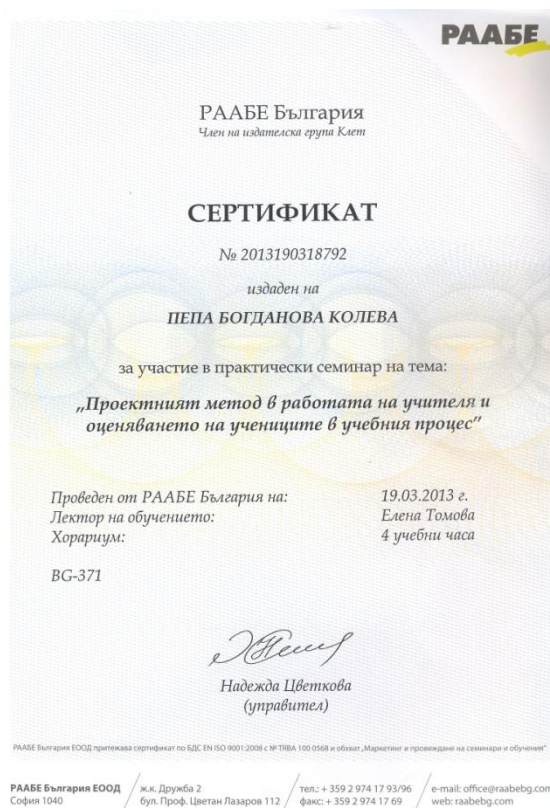 РААБЕ
РААБЕ България
Член на издателска група Клет
СЕРТИФИКАТ
№ 2013190318792
издаден на
ПЕПА БОГДАНОВА КОЛЕВА
за участие в практически семинар на тема:
„Проектният метод в работата на учителя и
оценяването на учениците в учебния процес”
Проведен от РААБЕ България на: 19.03.2013 г.
Лектор на обучението: Елена Томова
Хорариум: 4 учебни часа
BG-371
Надежда Цветкова
(управител)
РААБЕ България ЕООД притежава сертификат по БДС EN ISO 9001:2008 с № TRBA 100 0568 и обхват „Маркетинг и провеждане на семинари и обучения”
РААБЕ България ЕООД / ж.к. Дружба 2 / тел.: + 359 2 974 17 93/96 / e-mail: office@raabebg.com
София 1040 / бул. Проф. Цветан Лазаров 112 / факс: + 359 2 974 17 69 / web: raabebg.com